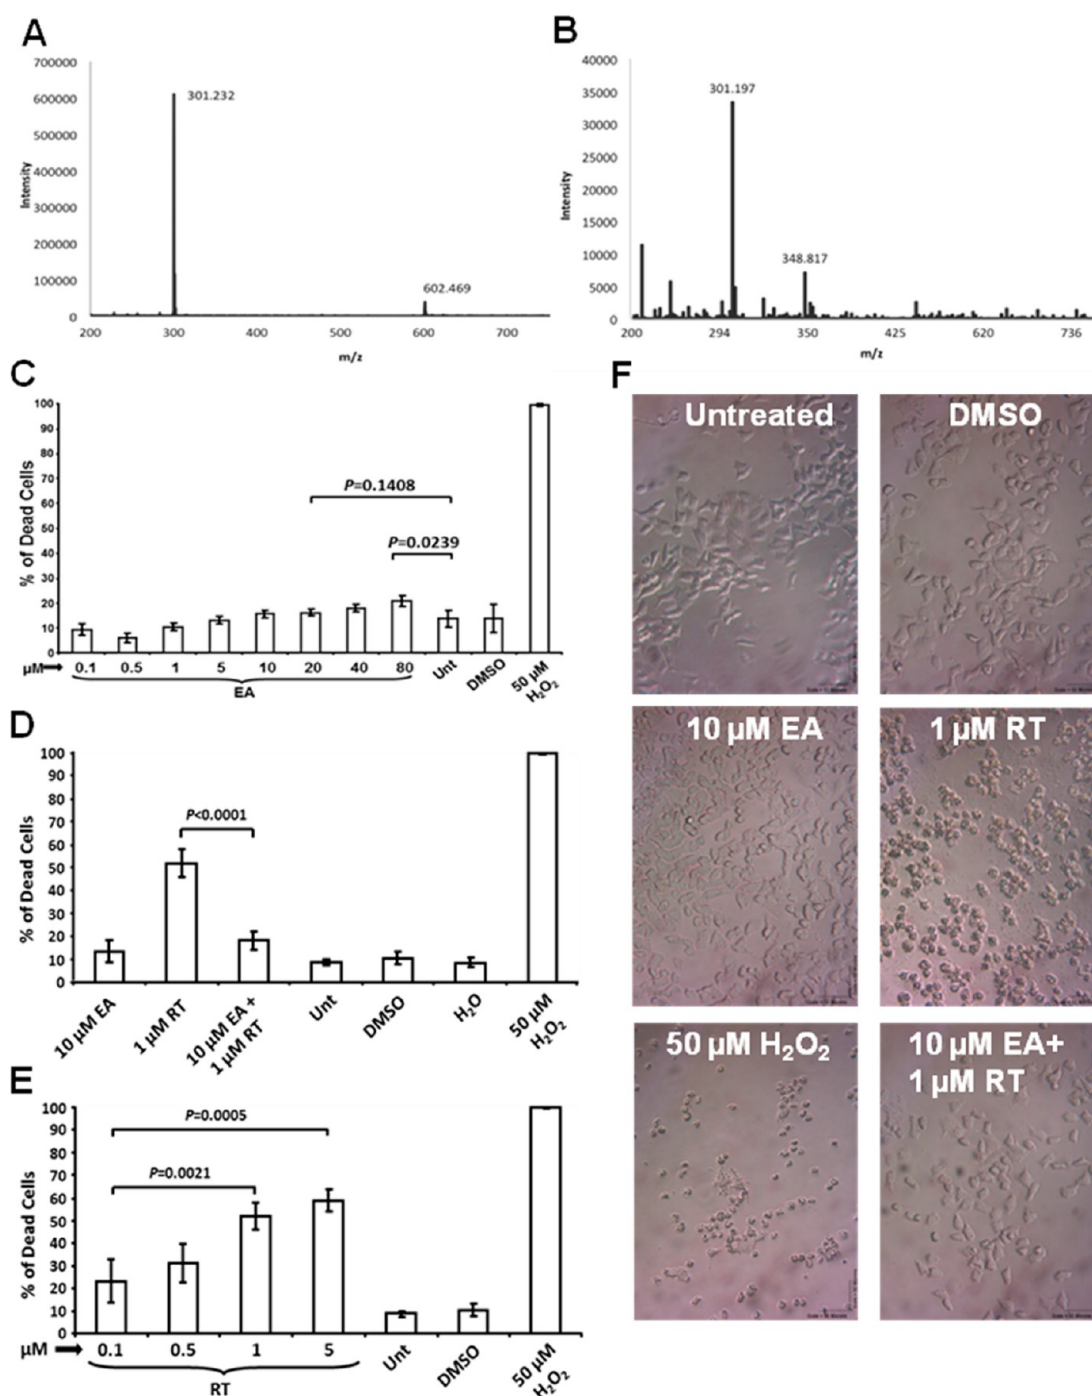 A
700000
600000
500000
400000
300000
200000
100000
0
Intensity
301.232
602.469
200 300 400 500 600 700
m/z
B
40000
35000
30000
25000
20000
15000
10000
5000
0
Intensity
301.197
348.817
200 294 350 425 620 736
m/z
C
100
90
80
70
60
50
40
30
20
10
0
% of Dead Cells
P=0.1408
P=0.0239
µM 0.1 0.5 1 5 10 20 40 80 Unt DMSO 50 µM H₂O₂
EA
D
100
90
80
70
60
50
40
30
20
10
0
% of Dead Cells
P<0.0001
10 µM EA
1 µM RT
10 µM EA+
1 µM RT
Unt
DMSO
H₂O
50 µM
H₂O₂
E
100
90
80
70
60
50
40
30
20
10
0
% of Dead Cells
P=0.0005
P=0.0021
µM 0.1 0.5 1 5 Unt DMSO 50 µM H₂O₂
RT
F
Untreated
DMSO
10 µM EA
1 µM RT
50 µM H₂O₂
10 µM EA+
1 µM RT